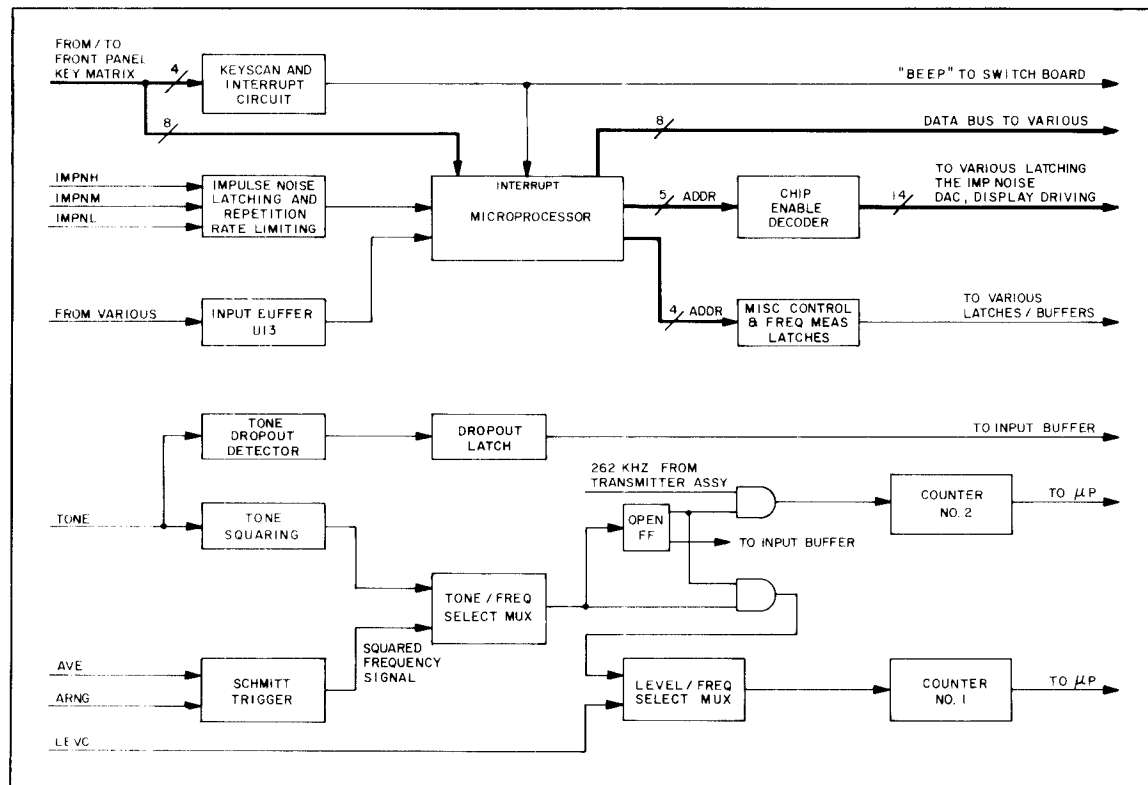 FROM / TO
FRONT PANEL
KEY MATRIX
4
8
KEYSCAN AND
INTERRUPT
CIRCUIT
"BEEP" TO SWITCH BOARD
8
DATA BUS TO VARIOUS
IMPNH
IMPNM
IMPNL
IMPULSE NOISE
LATCHING AND
REPETITION
RATE LIMITING
INTERRUPT
MICROPROCESSOR
5
ADDR
CHIP
ENABLE
DECODER
14
TO VARIOUS LATCHING
THE IMP NOISE
DAC, DISPLAY DRIVING
FROM VARIOUS
INPUT EUFFER
U13
4
ADDR
MISC CONTROL
& FREQ MEAS
LATCHES
TO VARIOUS
LATCHES / BUFFERS
TONE
DROPOUT
DETECTOR
DROPOUT
LATCH
TO INPUT BUFFER
262 KHZ FROM
TRANSMITTER ASSY
COUNTER
NO. 2
TO μP
TONE
TONE
SQUARING
OPEN
FF
TO INPUT BUFFER
TONE / FREQ
SELECT MUX
SQUARED
FREQUENCY
SIGNAL
AVE
ARNG
SCHMITT
TRIGGER
LEVEL / FREQ
SELECT MUX
COUNTER
NO. 1
TO μP
LEVC